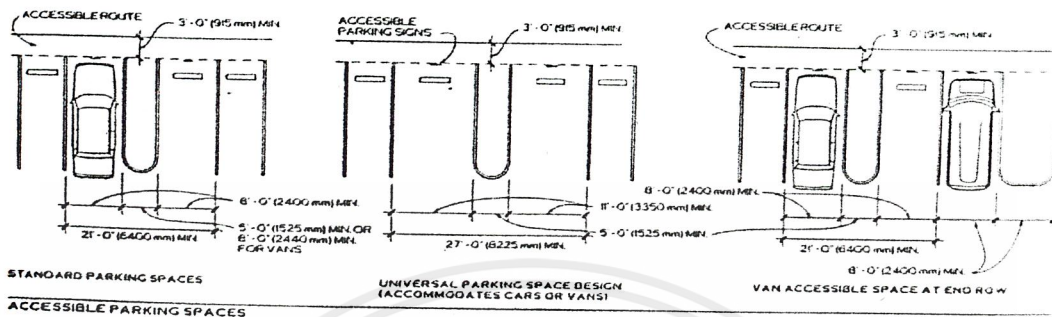 ACCESSIBLE ROUTE
3'-0" (915 mm) MIN.
6'-0" (2400 mm) MIN.
5'-0" (1525 mm) MIN. OR
8'-0" (2440 mm) MIN.
FOR VANS
21'-0" (6400 mm) MIN.
STANDARD PARKING SPACES
ACCESSIBLE
PARKING SIGNS
3'-0" (915 mm) MIN.
11'-0" (3350 mm) MIN.
27'-0" (8225 mm) MIN.
UNIVERSAL PARKING SPACE DESIGN
(ACCOMMODATES CARS OR VANS)
ACCESSIBLE ROUTE
3'-0" (915 mm) MIN.
8'-0" (2400 mm) MIN.
5'-0" (1525 mm) MIN.
21'-0" (6400 mm) MIN.
8'-0" (2400 mm) MIN.
VAN ACCESSIBLE SPACE AT END ROW
ACCESSIBLE PARKING SPACES